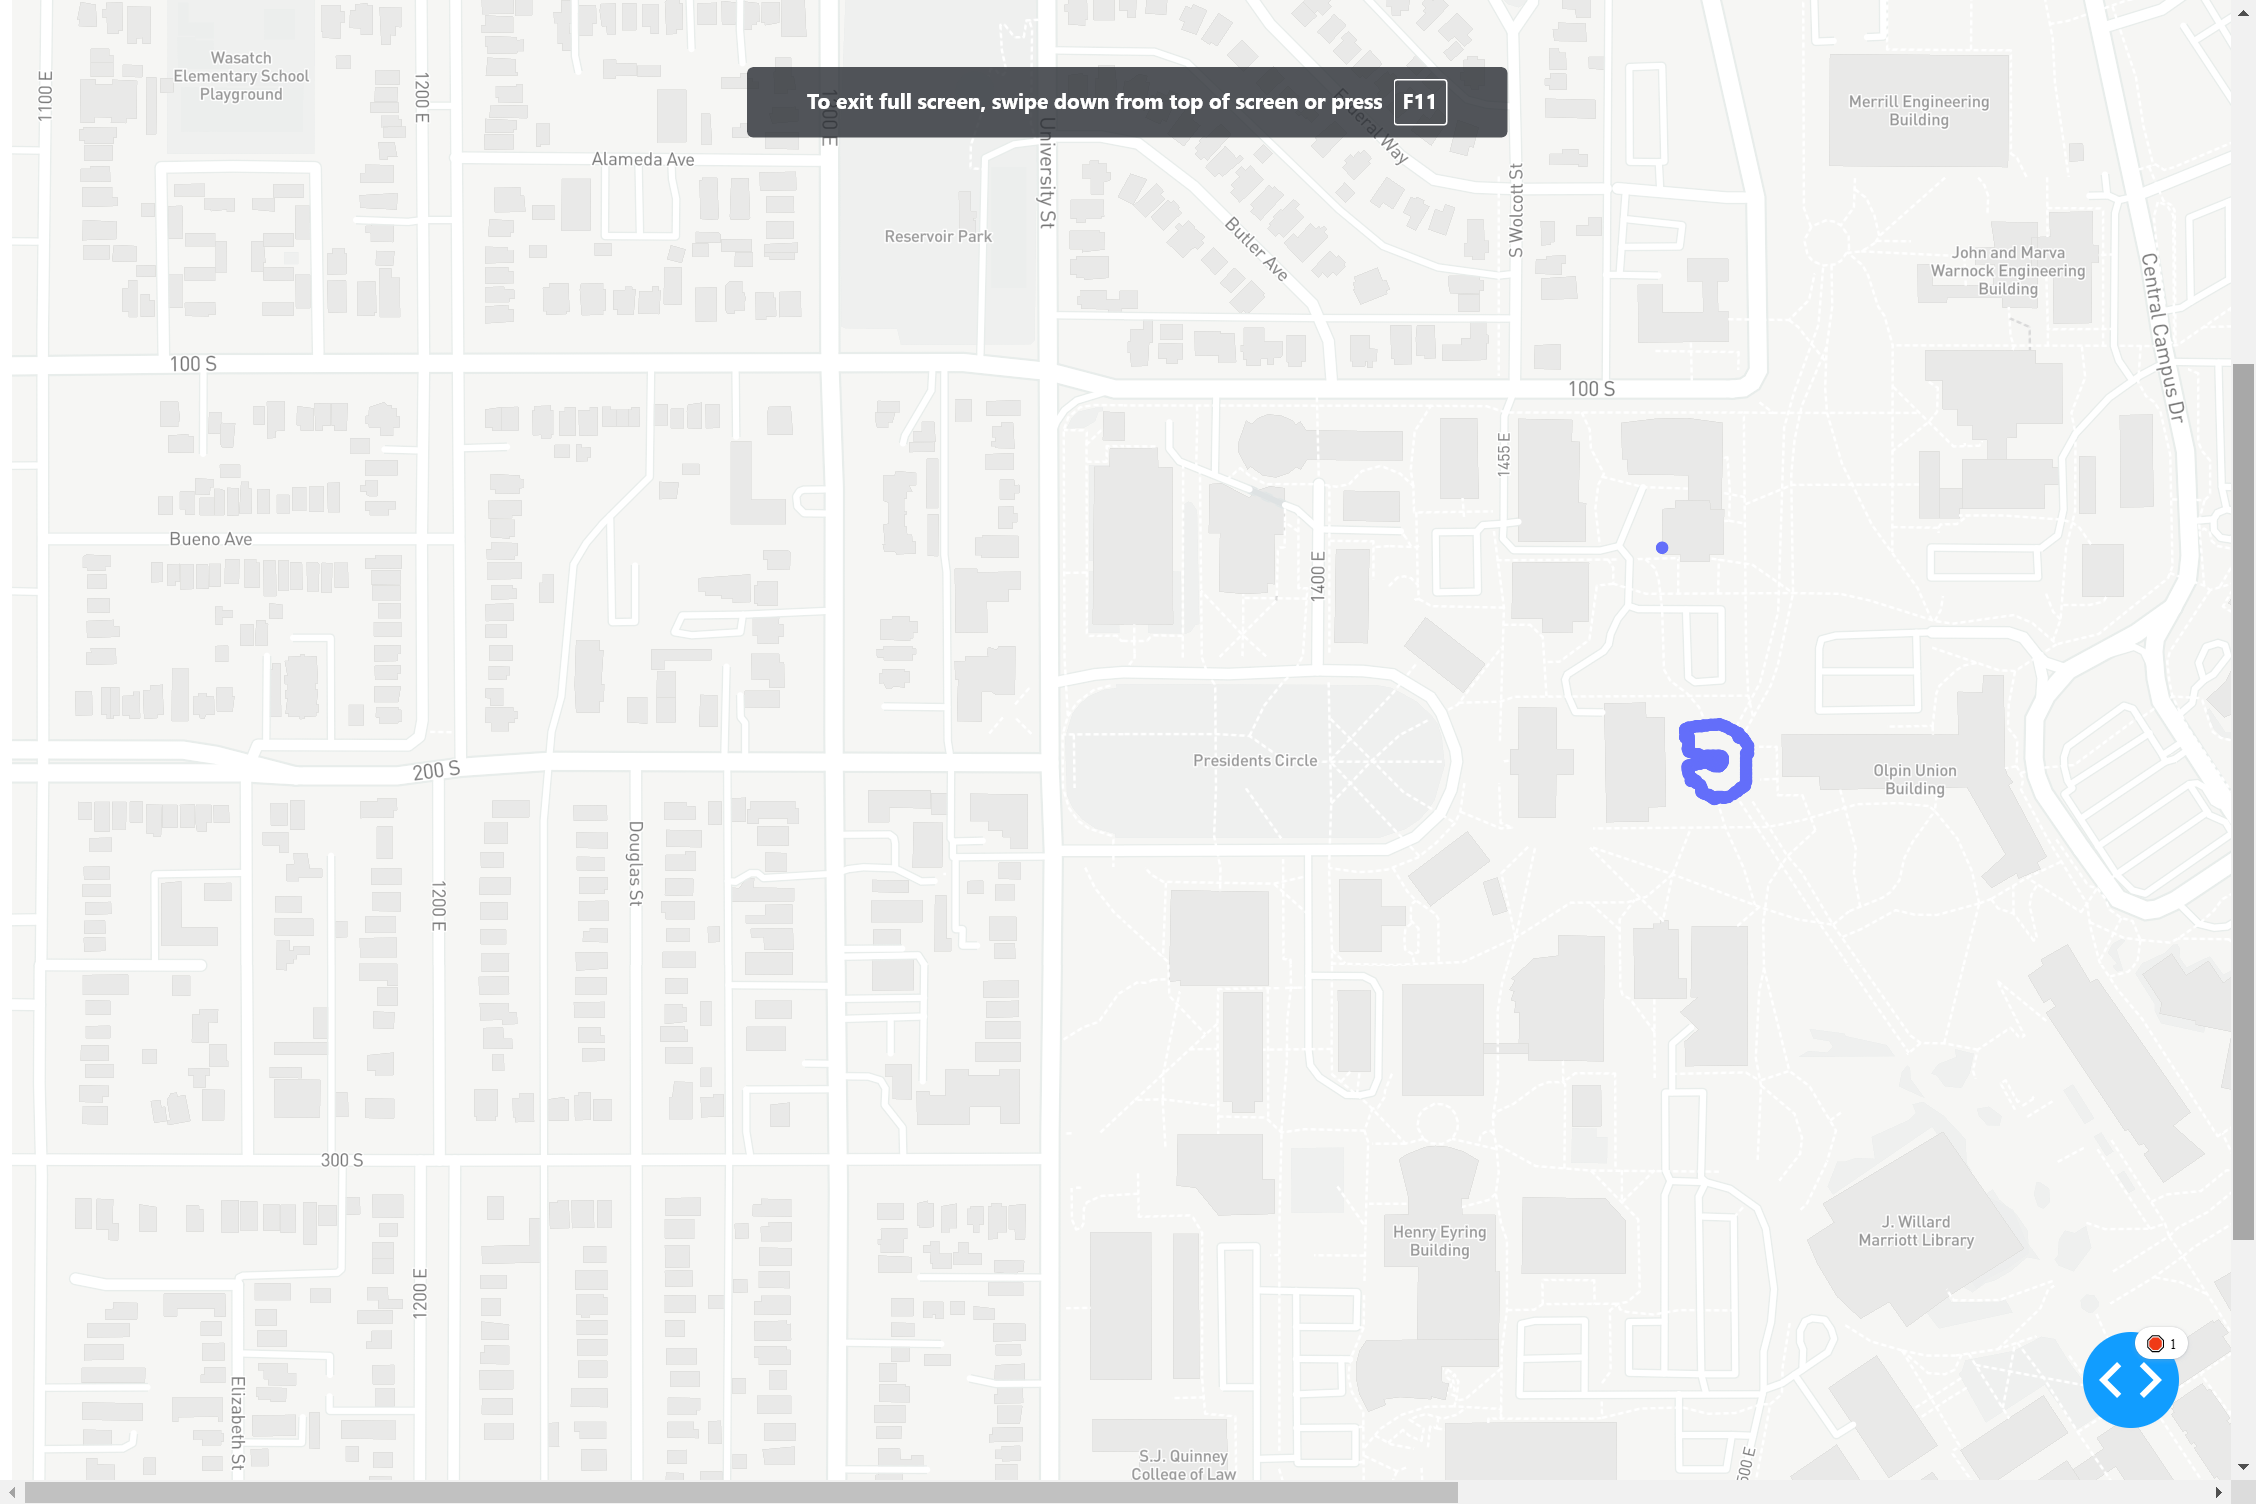 Wasatch
Elementary School
Playground
1100 E
1200 E
To exit full screen, swipe down from top of screen or press F11
Federal Way
University St
S Wolcott St
Merrill Engineering
Building
Alameda Ave
Reservoir Park
Butler Ave
John and Marva
Warnock Engineering
Building
Central Campus Dr
100 S
100 S
1455 E
Bueno Ave
1400 E
200 S
Presidents Circle
Olpin Union
Building
Douglas St
1200 E
300 S
Henry Eyring
Building
J. Willard
Marriott Library
1200 E
Elizabeth St
1
S.J. Quinney
College of Law